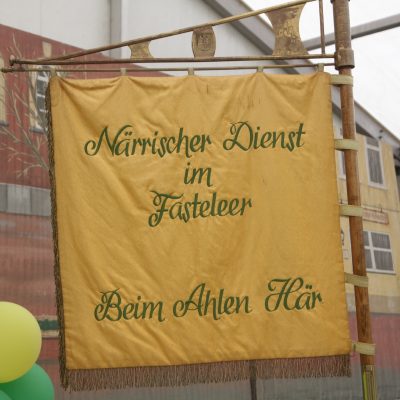 Närrischer Dienst
im
Fasteleer
Beim Ahlen Här